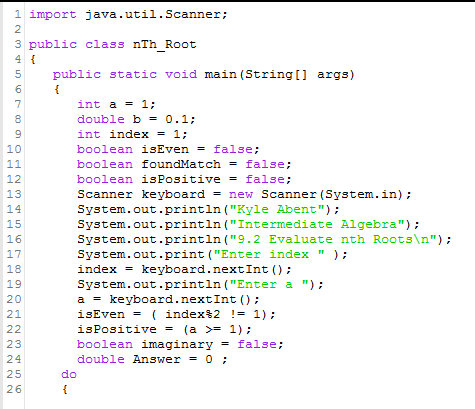 1 import java.util.Scanner;
2
3 public class nTh_Root
4 {
5 public static void main(String[] args)
6 {
7 int a = 1;
8 double b = 0.1;
9 int index = 1;
10 boolean isEven = false;
11 boolean foundMatch = false;
12 boolean isPositive = false;
13 Scanner keyboard = new Scanner(System.in);
14 System.out.println("Kyle Abent");
15 System.out.println("Intermediate Algebra");
16 System.out.println("9.2 Evaluate nth Roots\n");
17 System.out.print("Enter index " );
18 index = keyboard.nextInt();
19 System.out.println("Enter a ");
20 a = keyboard.nextInt();
21 isEven = ( index%2 != 1);
22 isPositive = (a >= 1);
23 boolean imaginary = false;
24 double Answer = 0 ;
25 do
26 {